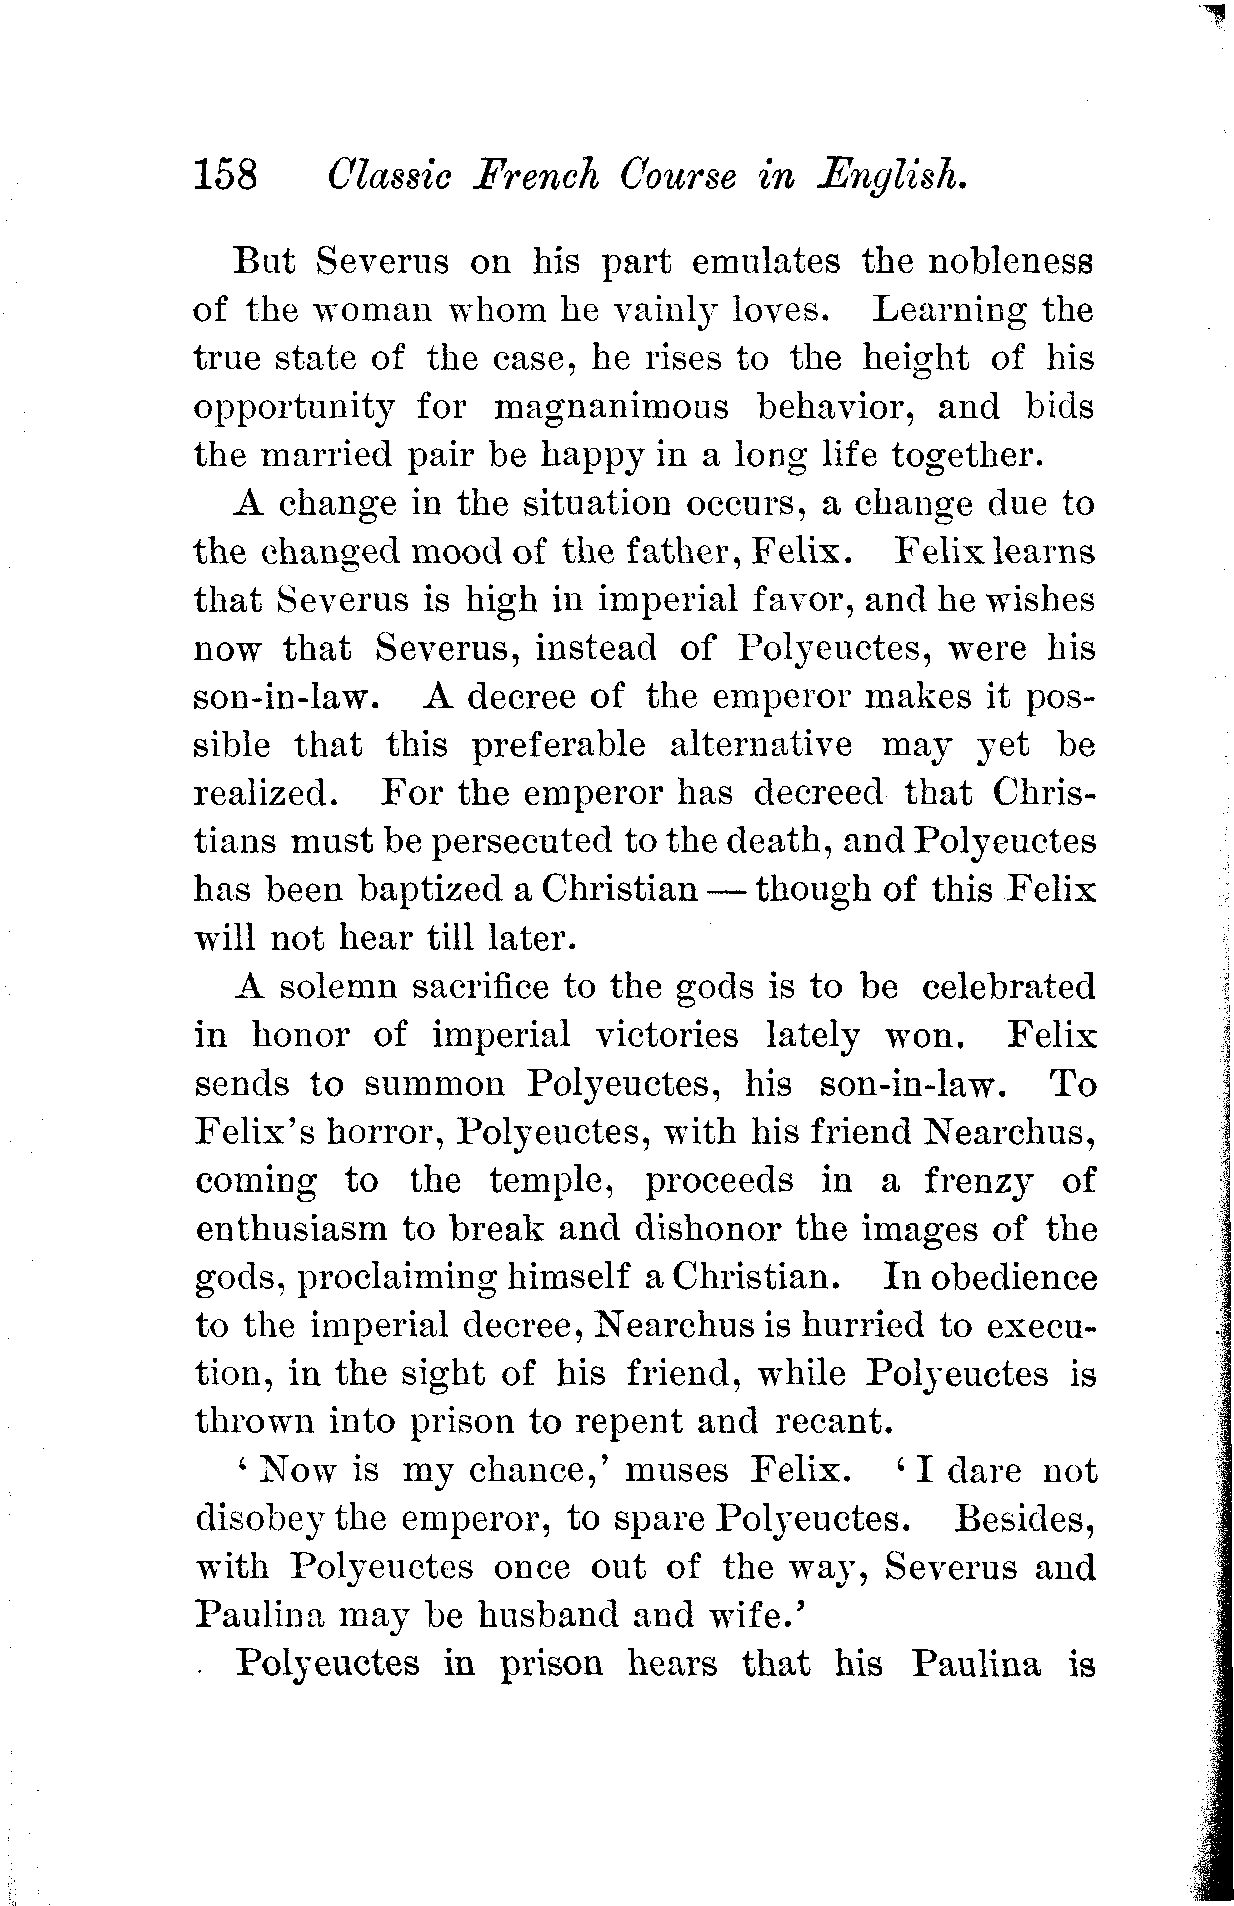 158 Classic French Course in English.
But Severus on his part emulates the nobleness
of the woman whom he vainly loves. Learning the
true state of the case, he rises to the height of his
opportunity for magnanimous behavior, and bids
the married pair be happy in a long life together.
A change in the situation occurs, a change due to
the changed mood of the father, Felix. Felix learns
that Severus is high in imperial favor, and he wishes
now that Severus, instead of Polyeuctes, were his
son-in-law. A decree of the emperor makes it pos-
sible that this preferable alternative may yet be
realized. For the emperor has decreed that Chris-
tians must be persecuted to the death, and Polyeuctes
has been baptized a Christian — though of this Felix
will not hear till later.
A solemn sacrifice to the gods is to be celebrated
in honor of imperial victories lately won. Felix
sends to summon Polyeuctes, his son-in-law. To
Felix's horror, Polyeuctes, with his friend Nearchus,
coming to the temple, proceeds in a frenzy of
enthusiasm to break and dishonor the images of the
gods, proclaiming himself a Christian. In obedience
to the imperial decree, Nearchus is hurried to execu-
tion, in the sight of his friend, while Polyeuctes is
thrown into prison to repent and recant.
‘Now is my chance,’ muses Felix. ‘I dare not
disobey the emperor, to spare Polyeuctes. Besides,
with Polyeuctes once out of the way, Severus and
Paulina may be husband and wife.’
Polyeuctes in prison hears that his Paulina is